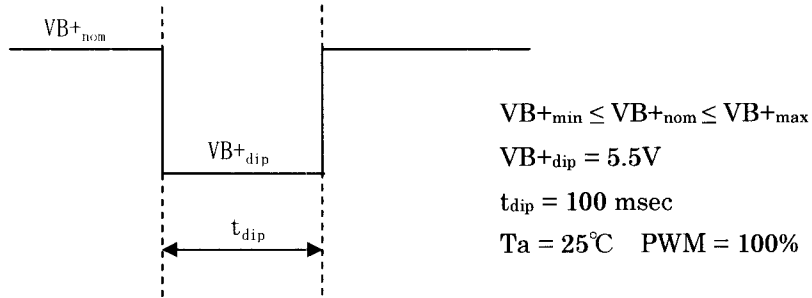 VB+nom
VB+dip
tdip
VB+min ≤ VB+nom ≤ VB+max
VB+dip = 5.5V
tdip = 100 msec
Ta = 25℃ PWM = 100%